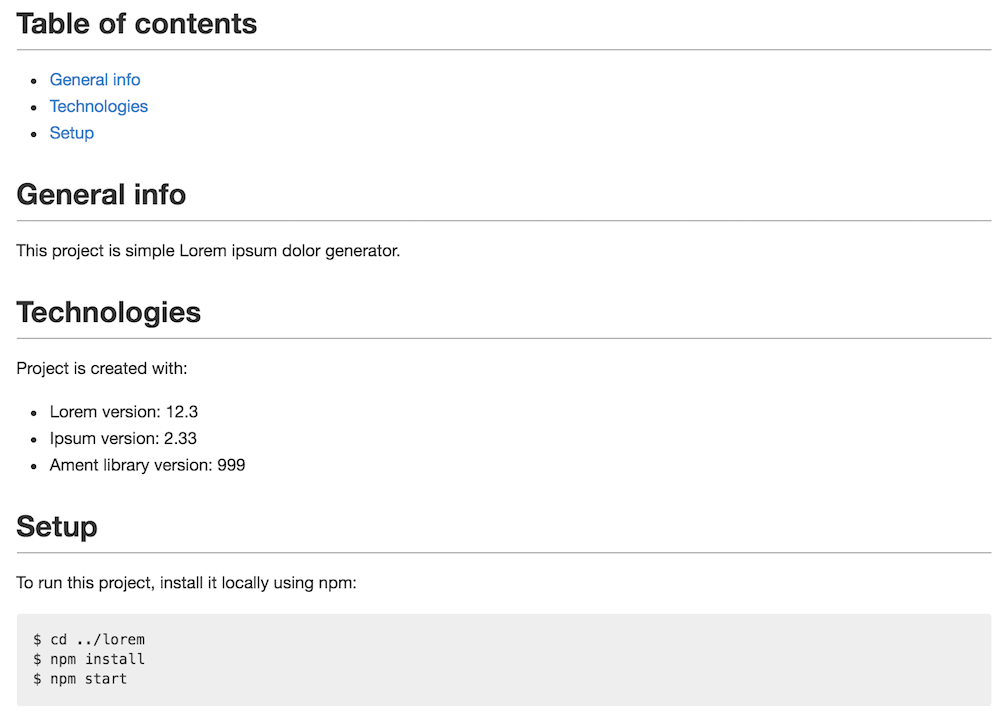 Table of contents
General info
Technologies
Setup
General info
This project is simple Lorem ipsum dolor generator.
Technologies
Project is created with:
Lorem version: 12.3
Ipsum version: 2.33
Ament library version: 999
Setup
To run this project, install it locally using npm:
$ cd ../lorem
$ npm install
$ npm start